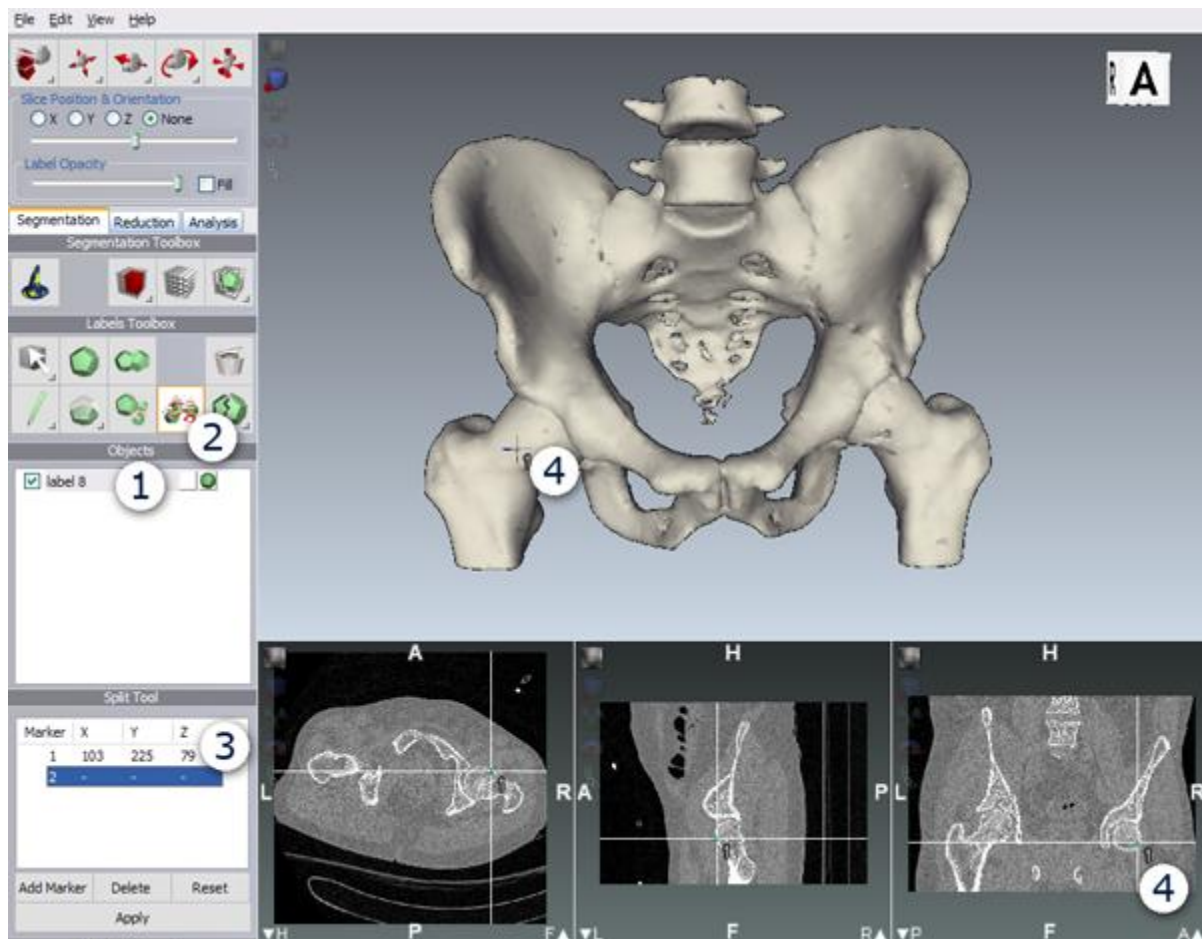 File Edit View Help
R A
Slice Position & Orientation
X Y Z None
Label Opacity
Fill
Segmentation Reduction Analysis
Segmentation Toolbox
Labels Toolbox
2
Objects
label 8
1
4
Split Tool
Marker X Y Z
1 103 225 79
2 - - -
3
Add Marker Delete Reset
Apply
A
L R
▼H P F▲
H
A P
▼L F R▲
H
L R
4
▼P F A▲